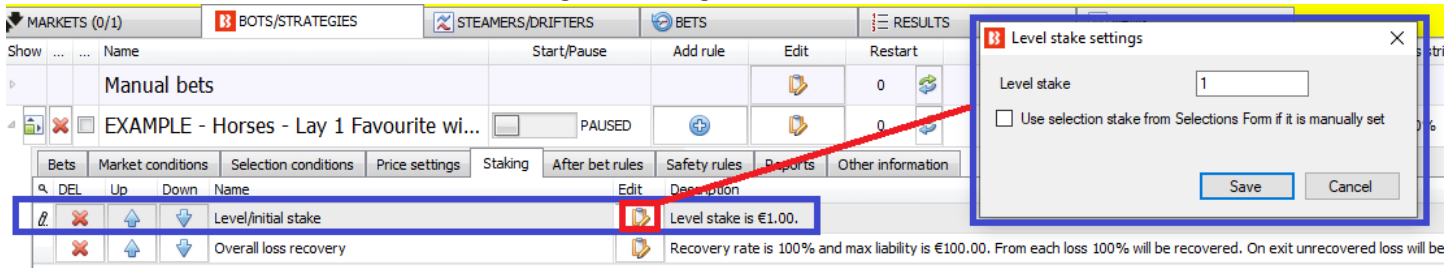 MARKETS (0/1) BOTS/STRATEGIES STEAMERS/DRIFTERS BETS RESULTS
Show ... ... Name Start/Pause Add rule Edit Restart
Manual bets 0
EXAMPLE - Horses - Lay 1 Favourite wi... PAUSED 0
Bets Market conditions Selection conditions Price settings Staking After bet rules Safety rules Reports Other information
DEL Up Down Name Edit Description
Level/initial stake Level stake is €1.00.
Overall loss recovery Recovery rate is 100% and max liability is €100.00. From each loss 100% will be recovered. On exit unrecovered loss will be
Level stake settings
Level stake 1
Use selection stake from Selections Form if it is manually set
Save Cancel